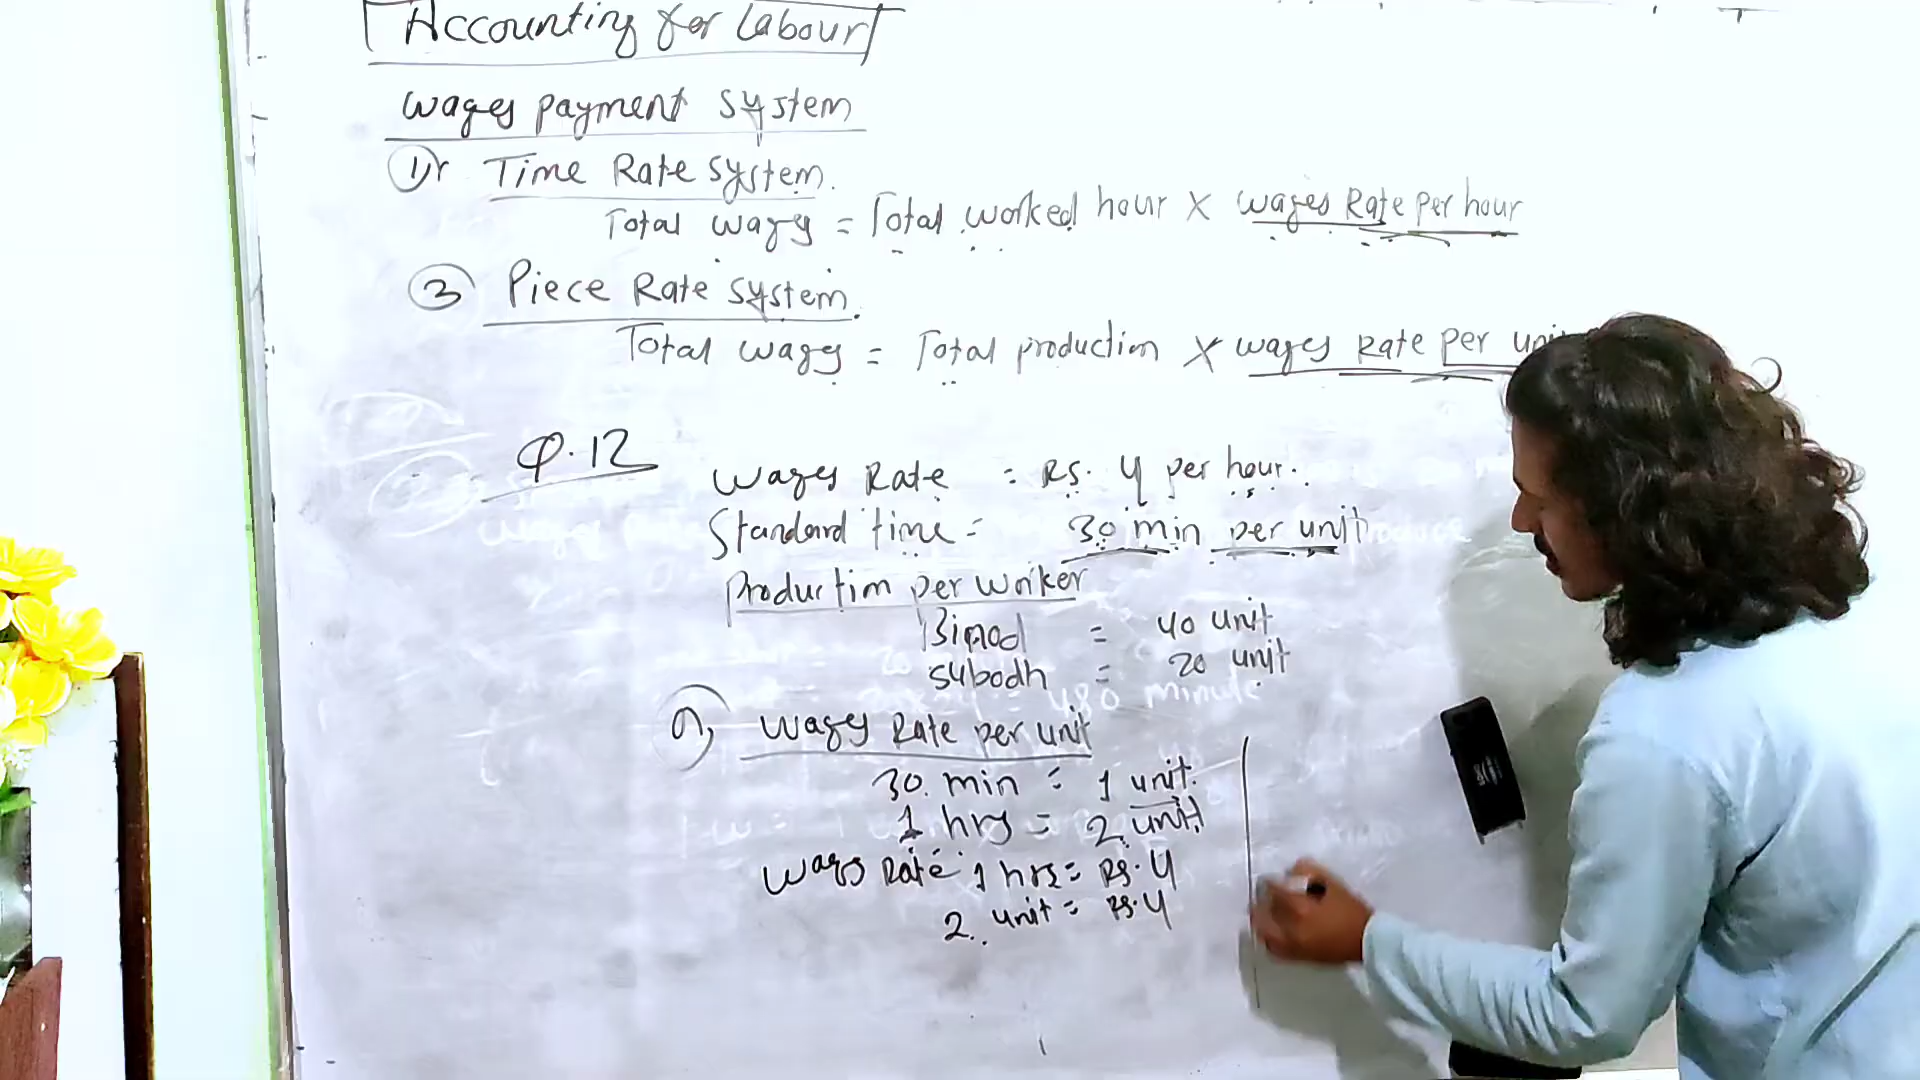 Accounting for Labour
Wages payment system
1) Time Rate system.
Total wages = Total worked hour X wages Rate per hour
2 Piece Rate system.
Total wages = Total production X wages Rate per unit
Q.12
Wages Rate = Rs. 4 per hour.
Standard time = 30 min per unit
Production per worker
Binod = 40 unit
Subodh = 20 unit
a) Wages Rate per unit
30 min = 1 unit.
1 hrs = 2 unit
Wages Rate 1 hrs = Rs. 4
2 unit = Rs. 4